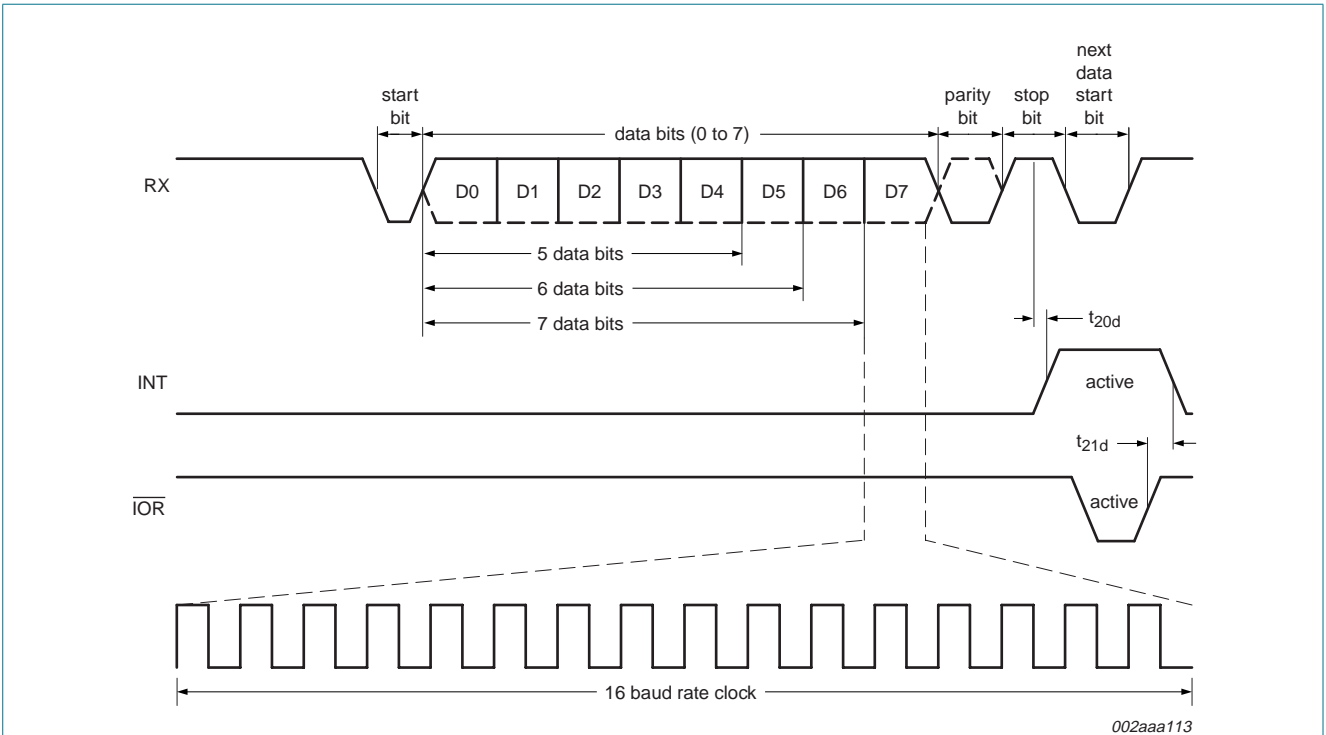 next
data
start
bit
start
bit
parity
bit
stop
bit
data bits (0 to 7)
RX
D0 D1 D2 D3 D4 D5 D6 D7
5 data bits
6 data bits
7 data bits
t20d
INT
active
t21d
IOR
active
16 baud rate clock
002aaa113